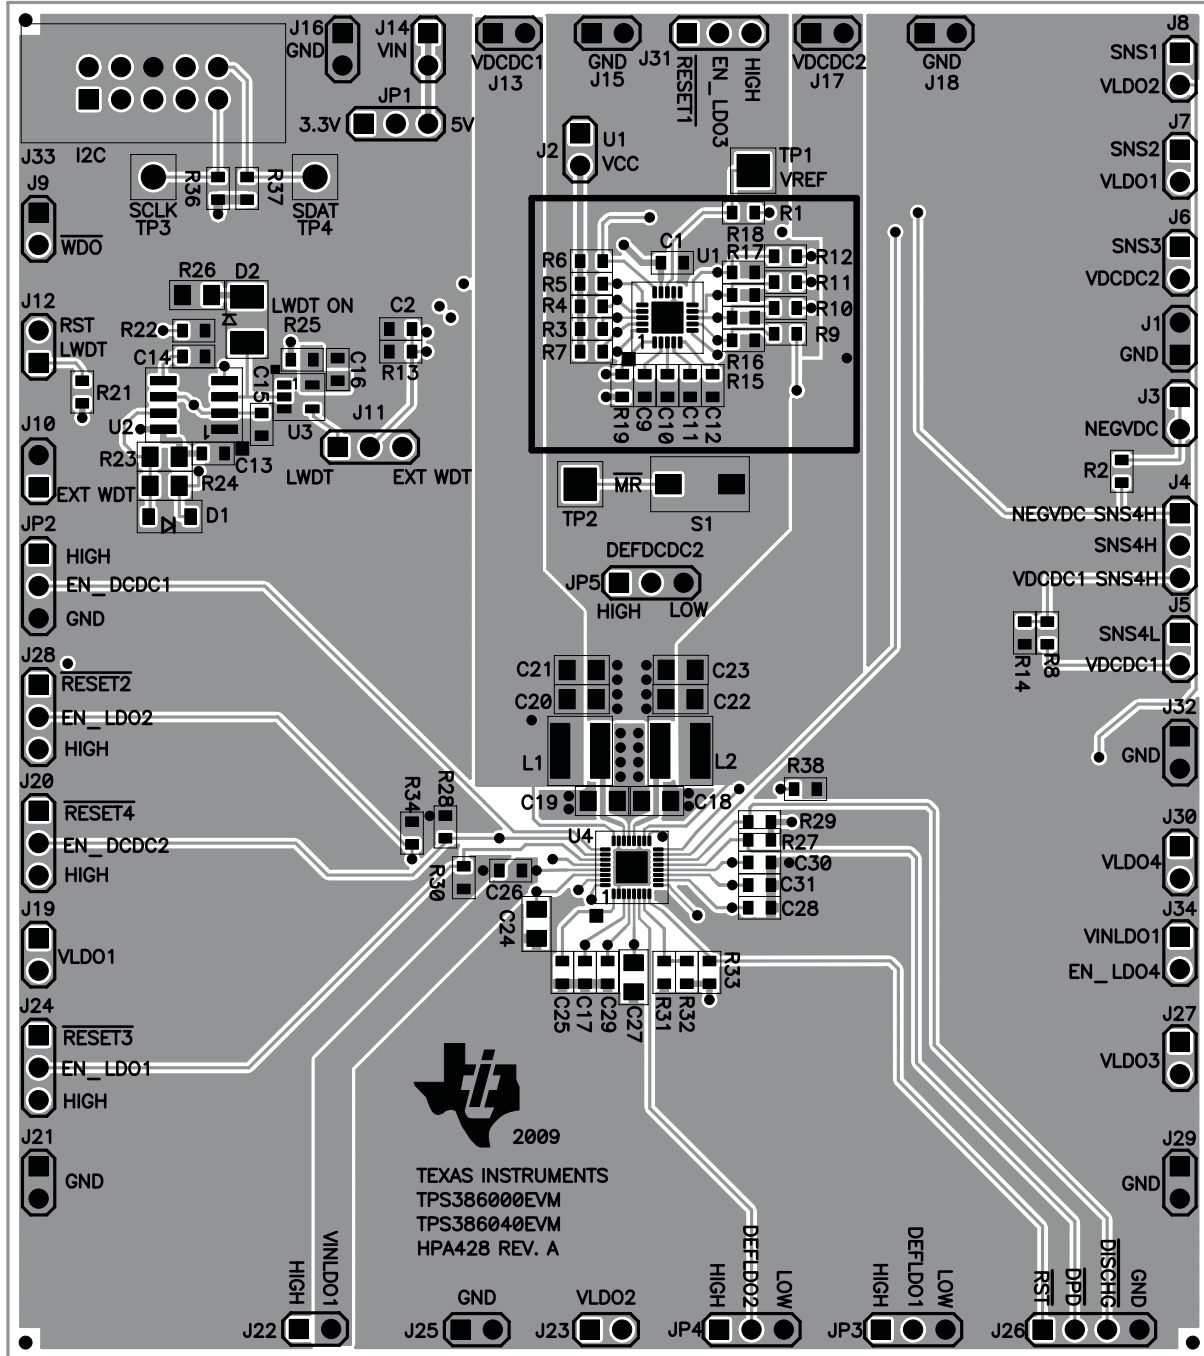 J16
GND
J14
VIN
VDCDC1
J13
GND
J15
J31
RESET1
EN_LDO3
HIGH
VDCDC2
J17
GND
J18
J8
SNS1
VLDO2
JP1
3.3V
5V
J33
I2C
J2
U1
VCC
TP1
VREF
J7
SNS2
VLDO1
J9
WDO
SCLK
TP3
R36
R37
SDAT
TP4
R1
R18
J6
SNS3
VDCDC2
R26
D2
LWDT ON
C2
R6
C1
U1
R17
R12
R5
R11
R4
R10
R3
1
R9
R7
R16
R15
J12
RST
LWDT
R22
R25
C14
R13
C16
C15
R21
J1
GND
J3
NEGVDC
R19
C9
C10
C11
C12
J10
U2
1
1
U3
J11
R23
C13
LWDT
EXT WDT
R24
EXT WDT
D1
MR
TP2
S1
R2
J4
NEGVDC SNS4H
SNS4H
VDCDC1 SNS4H
JP2
HIGH
EN_DCDC1
GND
DEFDCDC2
JP5
HIGH
LOW
J5
SNS4L
VDCDC1
R14
R8
J28
RESET2
EN_LDO2
HIGH
C21
C23
C20
C22
L1
L2
J32
GND
J20
RESET4
EN_DCDC2
HIGH
R34
R28
C19
C18
R38
U4
R29
R27
C30
C31
C28
R30
C26
1
C24
J30
VLDO4
J19
VLDO1
J34
VINLDO1
EN_LDO4
C25
C17
C29
C27
R31
R32
R33
J24
RESET3
EN_LDO1
HIGH
J27
VLDO3
2009
J21
GND
TEXAS INSTRUMENTS
TPS386000EVM
TPS386040EVM
HPA428 REV. A
J29
GND
J22
HIGH
VINLDO1
J25
GND
J23
VLDO2
JP4
HIGH
DEFLDO2
LOW
JP3
HIGH
DEFLDO1
LOW
J26
RST
DPD
DISCHG
GND